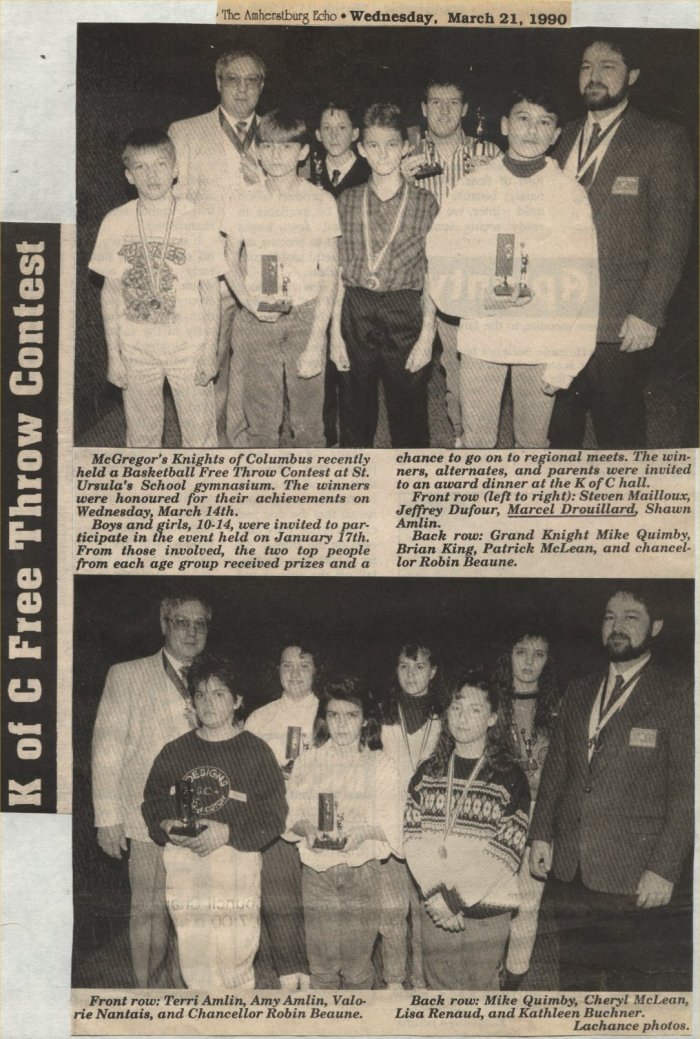 The Amherstburg Echo • Wednesday, March 21, 1990
K of C Free Throw Contest
McGregor's Knights of Columbus recently
held a Basketball Free Throw Contest at St.
Ursula's School gymnasium. The winners
were honoured for their achievements on
Wednesday, March 14th.
Boys and girls, 10-14, were invited to par-
ticipate in the event held on January 17th.
From those involved, the two top people
from each age group received prizes and a
chance to go on to regional meets. The win-
ners, alternates, and parents were invited
to an award dinner at the K of C hall.
Front row (left to right): Steven Mailloux,
Jeffrey Dufour, Marcel Drouillard, Shawn
Amlin.
Back row: Grand Knight Mike Quimby,
Brian King, Patrick McLean, and chancel-
lor Robin Beaune.
DESIGNS
Front row: Terri Amlin, Amy Amlin, Valo-
rie Nantais, and Chancellor Robin Beaune.
Back row: Mike Quimby, Cheryl McLean,
Lisa Renaud, and Kathleen Buchner.
Lachance photos.